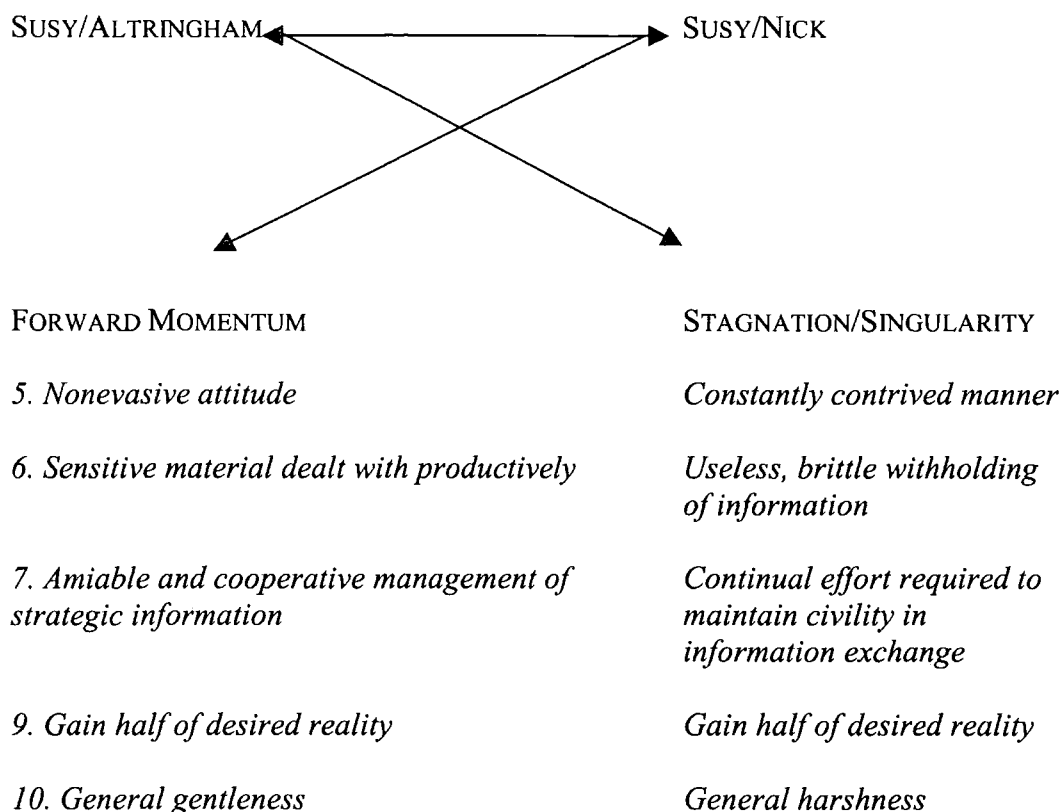 SUSY/ALTRINGHAM SUSY/NICK
FORWARD MOMENTUM STAGNATION/SINGULARITY
5. Nonevasive attitude Constantly contrived manner
6. Sensitive material dealt with productively Useless, brittle withholding
of information
7. Amiable and cooperative management of Continual effort required to
strategic information maintain civility in
information exchange
9. Gain half of desired reality Gain half of desired reality
10. General gentleness General harshness